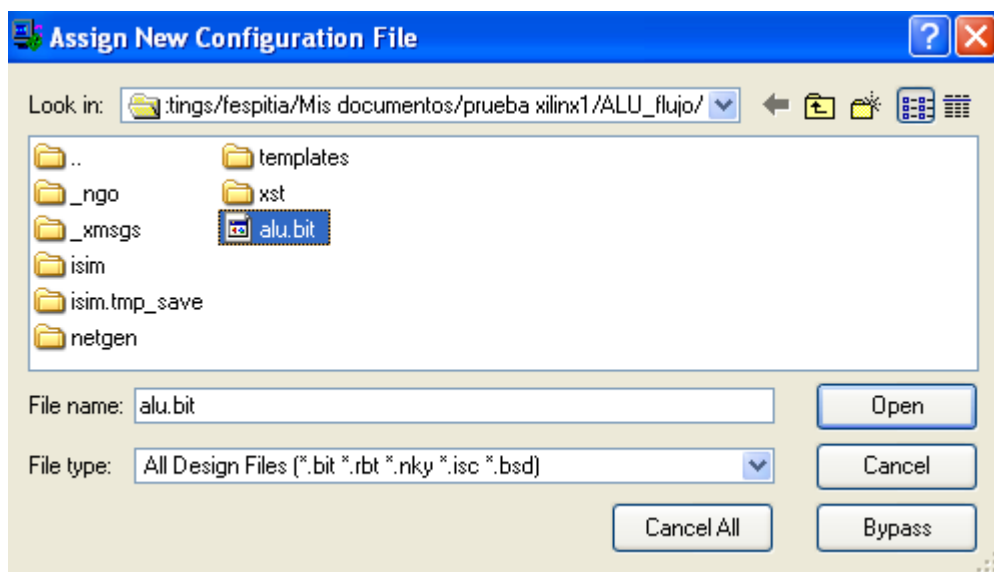 Assign New Configuration File
Look in: :tings/fespitia/Mis documentos/prueba xilinx1/ALU_flujo/
.. templates
_ngo xst
_xmsgs alu.bit
isim
isim.tmp_save
netgen
File name: alu.bit Open
File type: All Design Files (*.bit *.rbt *.nky *.isc *.bsd) Cancel
Cancel All Bypass